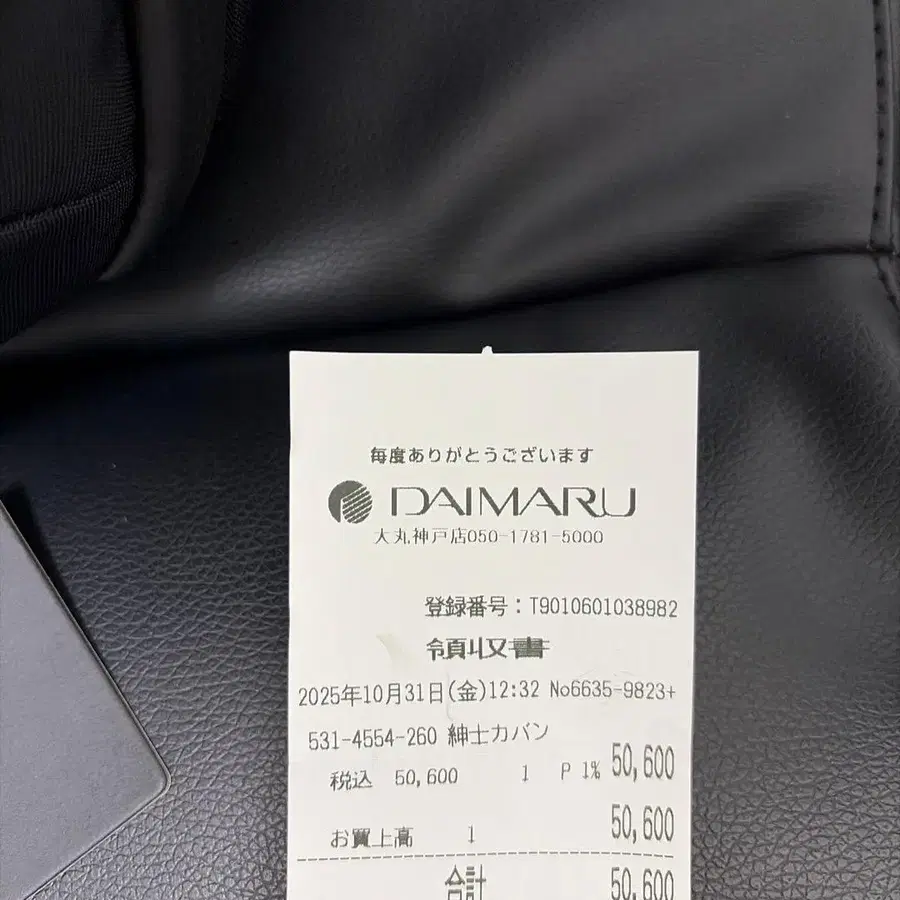 毎度ありがとうございます
DAIMARU
大丸神戸店050-1781-5000
登録番号:T9010601038982
領収書
2025年10月31日(金)12:32 No6635-9823+
531-4554-260 紳士カバン
税込 50,600 1 P 1% 50,600
お買上高 1 50,600
合計 50,600